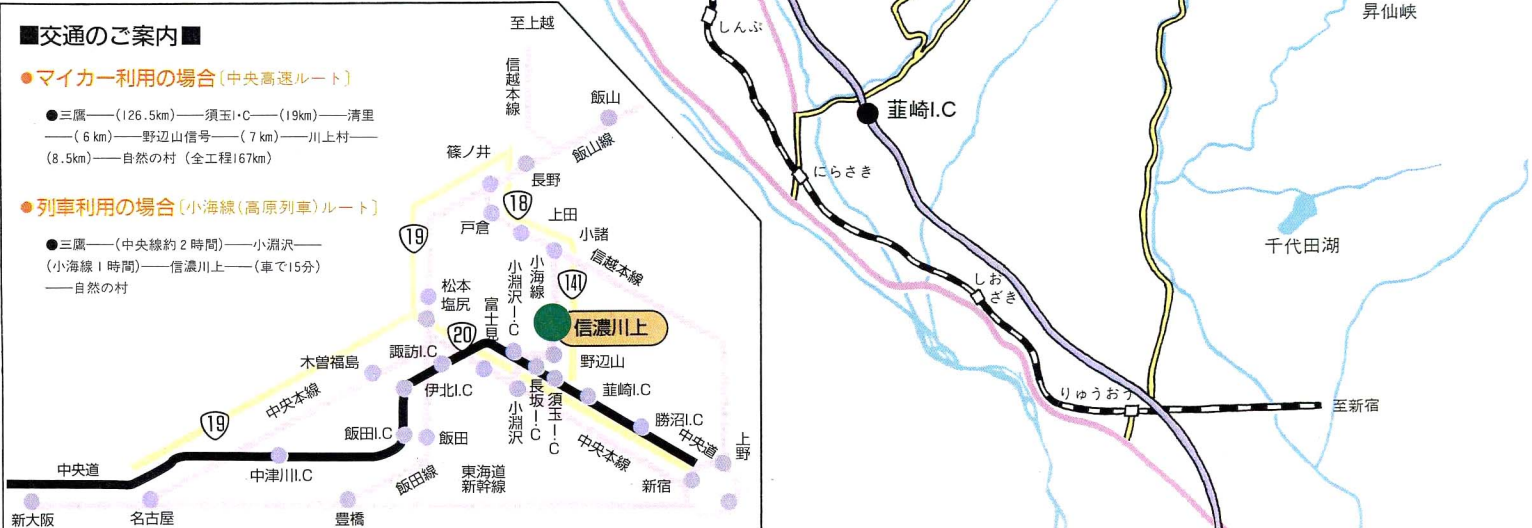 ■交通のご案内■
●マイカー利用の場合〔中央高速ルート〕
●三鷹──(126.5km)──須玉I・C──(19km)──清里
──(6km)──野辺山信号──(7km)──川上村──
(8.5km)──自然の村（全工程167km）
●列車利用の場合〔小海線(高原列車)ルート〕
●三鷹──(中央線約2時間)──小淵沢──
(小海線1時間)──信濃川上──(車で15分)
──自然の村
至上越
信越本線
飯山
飯山線
篠ノ井
長野
18
戸倉
上田
小諸
信越本線
19
小海線
小淵沢I・C
141
松本
塩尻
富士見
20
信濃川上
諏訪I.C
野辺山
木曽福島
伊北I.C
中央本線
長坂I・C
須玉I・C
韮崎I.C
小淵沢
19
勝沼I.C
中央道
飯田I.C
飯田
中央本線
上野
中央道
中津川I.C
飯田線
東海道
新幹線
新宿
新大阪
名古屋
豊橋
しんぶ
昇仙峡
韮崎I.C
にらさき
千代田湖
しお
ざき
りゅうおう
至新宿